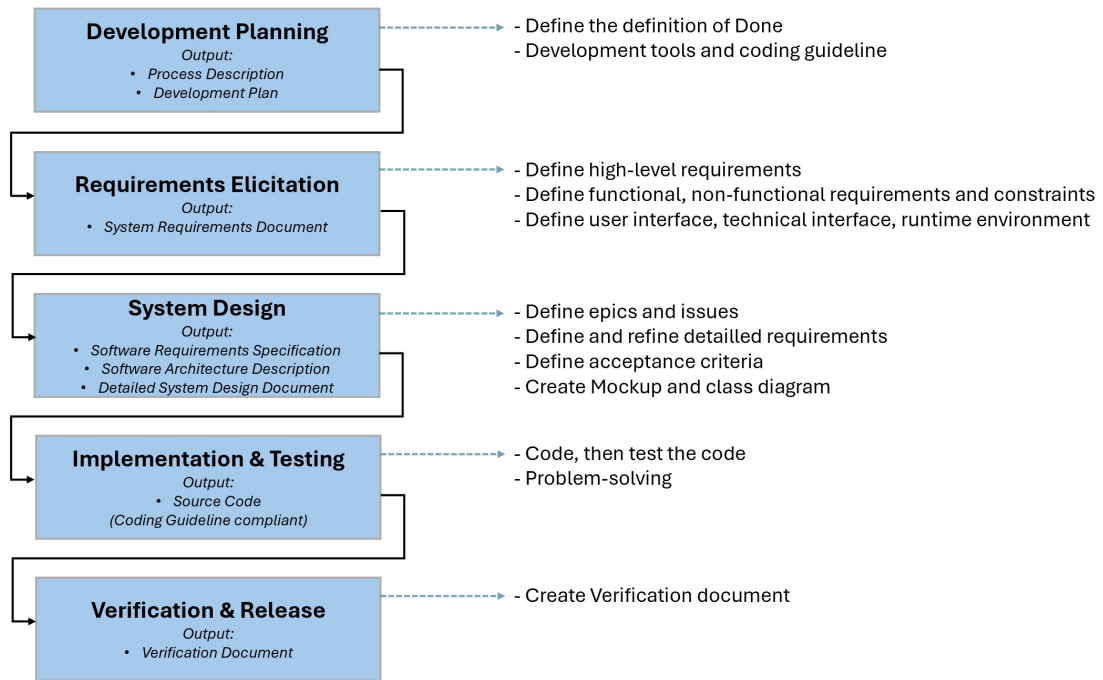 Development Planning
Output:
• Process Description
• Development Plan
- Define the definition of Done
- Development tools and coding guideline
Requirements Elicitation
Output:
• System Requirements Document
- Define high-level requirements
- Define functional, non-functional requirements and constraints
- Define user interface, technical interface, runtime environment
System Design
Output:
• Software Requirements Specification
• Software Architecture Description
• Detailed System Design Document
- Define epics and issues
- Define and refine detailled requirements
- Define acceptance criteria
- Create Mockup and class diagram
Implementation & Testing
Output:
• Source Code
(Coding Guideline compliant)
- Code, then test the code
- Problem-solving
Verification & Release
Output:
• Verification Document
- Create Verification document